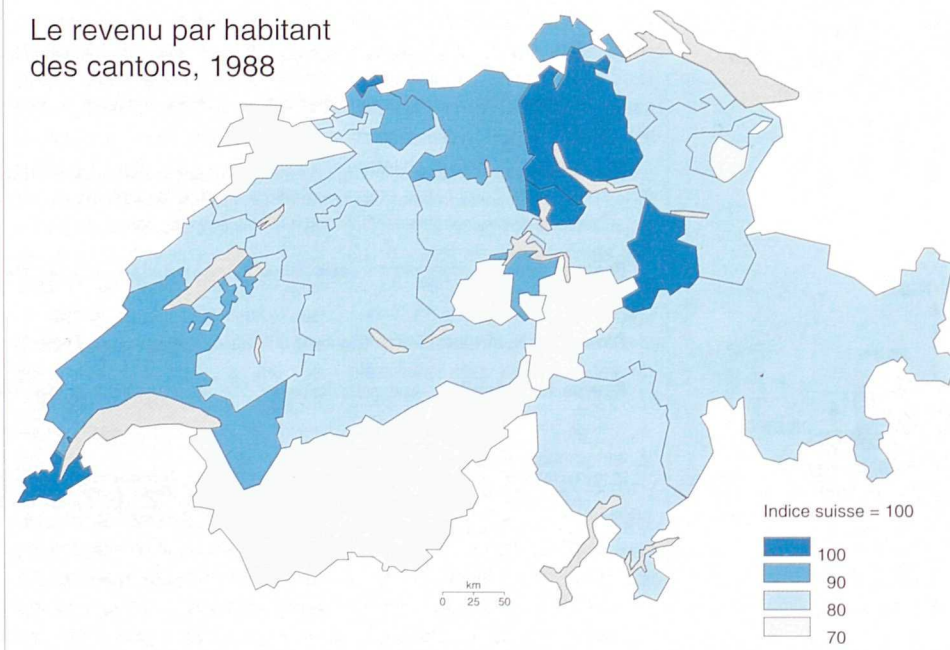 Le revenu par habitant
des cantons, 1988
Indice suisse = 100
100
90
80
70
km
0 25 50